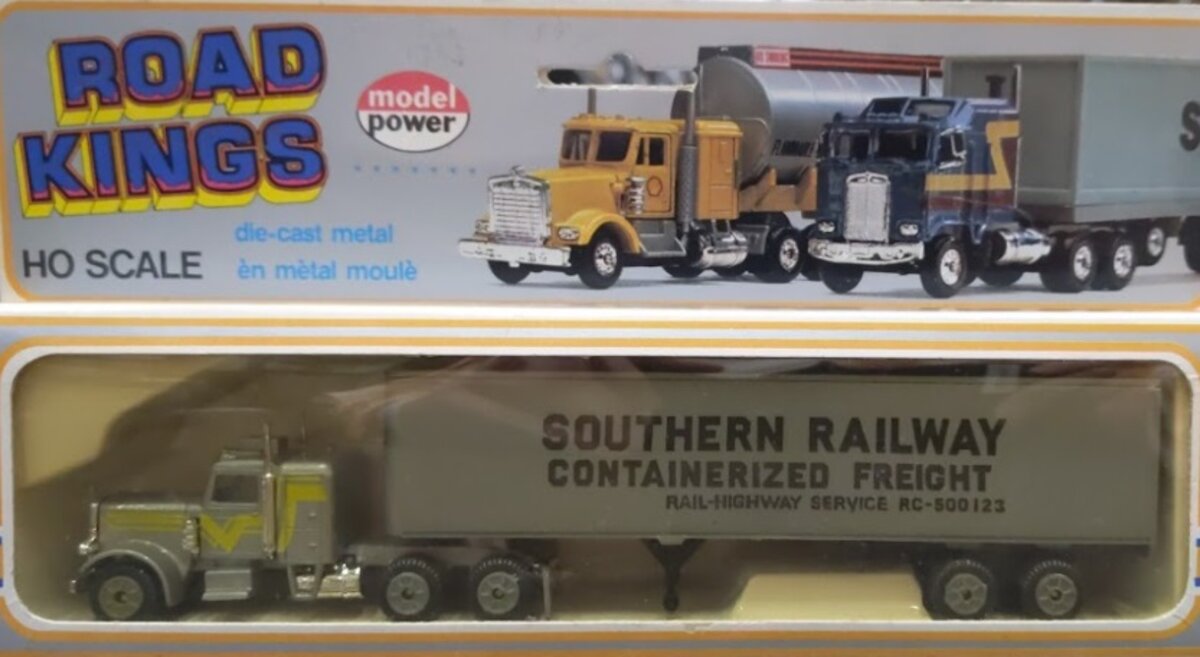 ROAD
KINGS
model
power
HO SCALE
die-cast metal
èn mètal moulè
SOUTHERN RAILWAY
CONTAINERIZED FREIGHT
RAIL-HIGHWAY SERVICE RC-500123